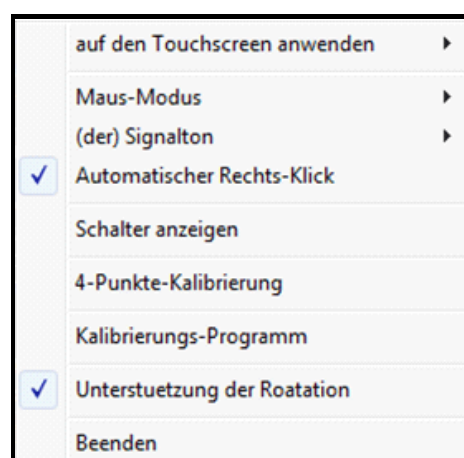 auf den Touchscreen anwenden
Maus-Modus
(der) Signalton
Automatischer Rechts-Klick
Schalter anzeigen
4-Punkte-Kalibrierung
Kalibrierungs-Programm
Unterstuetzung der Roatation
Beenden